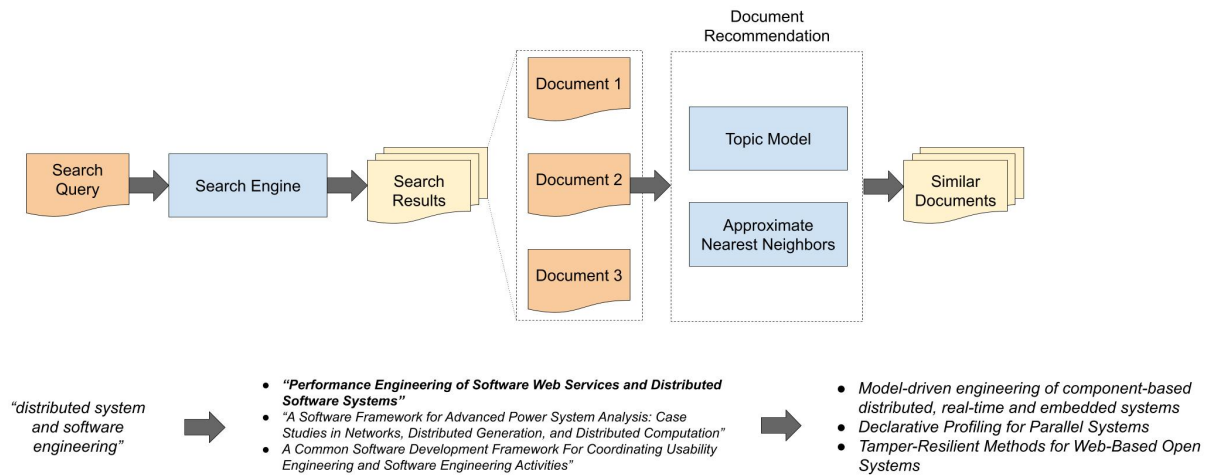 Document
Recommendation
Document 1
Topic Model
Search
Query
Search Engine
Search
Results
Document 2
Similar
Documents
Approximate
Nearest Neighbors
Document 3
“distributed system
and software
engineering”
● “Performance Engineering of Software Web Services and Distributed
Software Systems”
● “A Software Framework for Advanced Power System Analysis: Case
Studies in Networks, Distributed Generation, and Distributed Computation”
● A Common Software Development Framework For Coordinating Usability
Engineering and Software Engineering Activities”
● Model-driven engineering of component-based
distributed, real-time and embedded systems
● Declarative Profiling for Parallel Systems
● Tamper-Resilient Methods for Web-Based Open
Systems